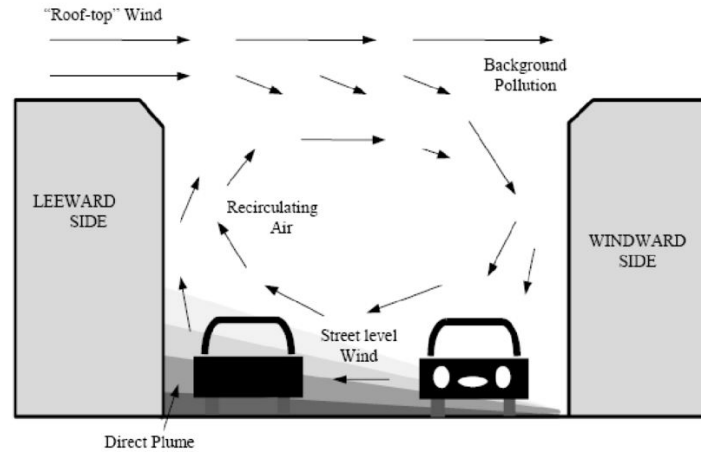 “Roof-top” Wind
Background
Pollution
LEEWARD
SIDE
Recirculating
Air
WINDWARD
SIDE
Street level
Wind
Direct Plume